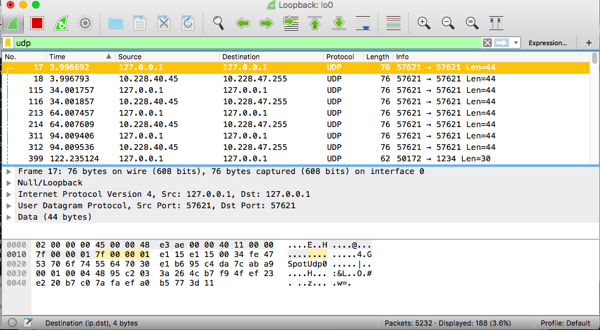 Loopback: lo0
udp
Expression...
+
No. Time Source Destination Protocol Length Info
17 3.996692 127.0.0.1 127.0.0.1 UDP 76 57621 → 57621 Len=44
18 3.996793 10.228.40.45 10.228.47.255 UDP 76 57621 → 57621 Len=44
115 34.001757 127.0.0.1 127.0.0.1 UDP 76 57621 → 57621 Len=44
116 34.001857 10.228.40.45 10.228.47.255 UDP 76 57621 → 57621 Len=44
213 64.007457 127.0.0.1 127.0.0.1 UDP 76 57621 → 57621 Len=44
214 64.007609 10.228.40.45 10.228.47.255 UDP 76 57621 → 57621 Len=44
311 94.009406 127.0.0.1 127.0.0.1 UDP 76 57621 → 57621 Len=44
312 94.009536 10.228.40.45 10.228.47.255 UDP 76 57621 → 57621 Len=44
399 122.235124 127.0.0.1 127.0.0.1 UDP 62 50172 → 1234 Len=30
Frame 17: 76 bytes on wire (608 bits), 76 bytes captured (608 bits) on interface 0
Null/Loopback
Internet Protocol Version 4, Src: 127.0.0.1, Dst: 127.0.0.1
User Datagram Protocol, Src Port: 57621, Dst Port: 57621
Data (44 bytes)
0000 02 00 00 00 45 00 00 48 e3 ae 00 00 40 11 00 00 ....E..H ....@...
0010 7f 00 00 01 7f 00 00 01 e1 15 e1 15 00 34 fe 47 ........ .....4.G
0020 53 70 6f 74 55 64 70 30 e1 b6 95 c4 da 7c ab a9 SpotUdp0 .....|..
0030 00 01 00 04 48 95 c2 03 3a 26 4c b7 f9 4f ef 23 ....H... :&L..O.#
0040 e2 20 b7 c0 7a fa ef a0 b5 77 3d 11 . ..z... .w=.
Destination (ip.dst), 4 bytes
Packets: 5232 · Displayed: 188 (3.6%)
Profile: Default